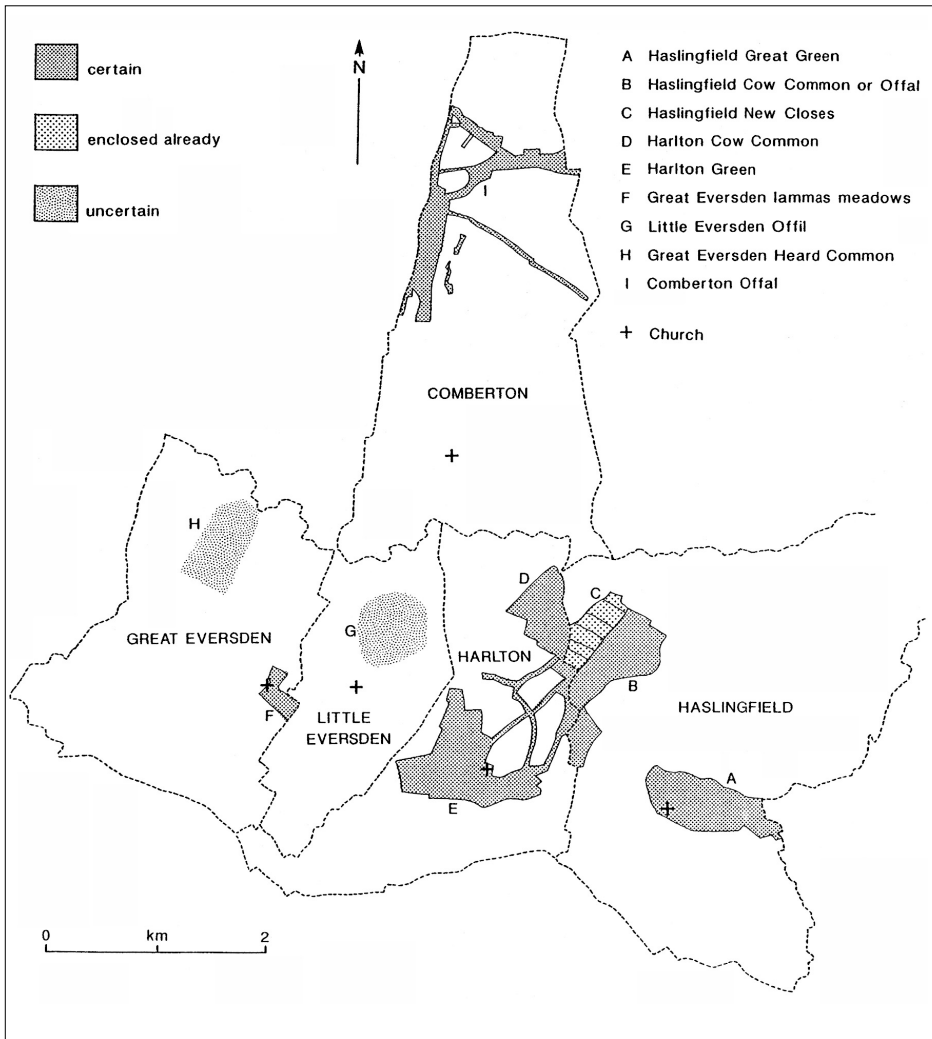 certain
enclosed already
uncertain
N
A Haslingfield Great Green
B Haslingfield Cow Common or Offal
C Haslingfield New Closes
D Harlton Cow Common
E Harlton Green
F Great Eversden lammas meadows
G Little Eversden Offil
H Great Eversden Heard Common
I Comberton Offal
+ Church
I
COMBERTON
H
D
C
G
GREAT EVERSDEN
HARLTON
B
F
LITTLE
EVERSDEN
HASLINGFIELD
A
E
0 km 2